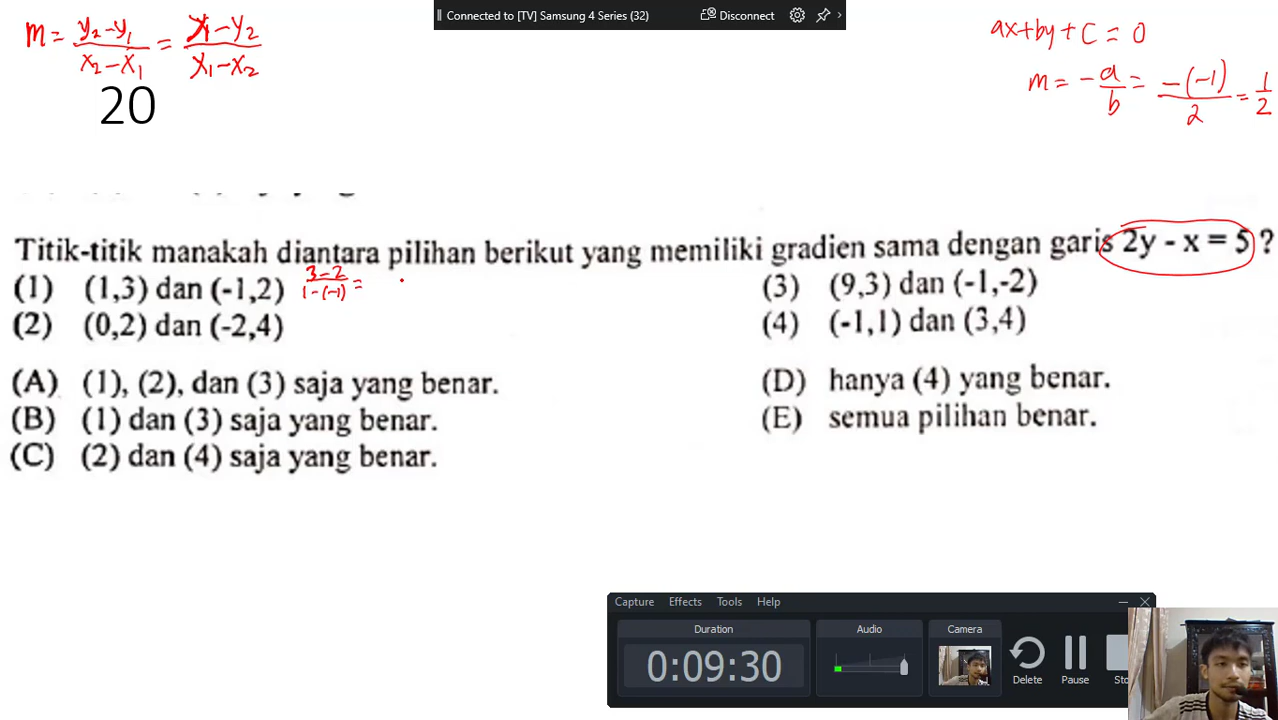 Connected to [TV] Samsung 4 Series (32) Disconnect
m = y₂-y₁/x₂-x₁ = y₁-y₂/x₁-x₂
ax+by+c=0
m = -a/b = -(-1)/2 = 1/2
20
Titik-titik manakah diantara pilihan berikut yang memiliki gradien sama dengan garis 2y - x = 5 ?
(1) (1,3) dan (-1,2) 3-2/1-(-1) =
(2) (0,2) dan (-2,4)
(3) (9,3) dan (-1,-2)
(4) (-1,1) dan (3,4)
(A) (1), (2), dan (3) saja yang benar.
(B) (1) dan (3) saja yang benar.
(C) (2) dan (4) saja yang benar.
(D) hanya (4) yang benar.
(E) semua pilihan benar.
Capture Effects Tools Help
Duration
0:09:30
Audio
Camera
Delete
Pause